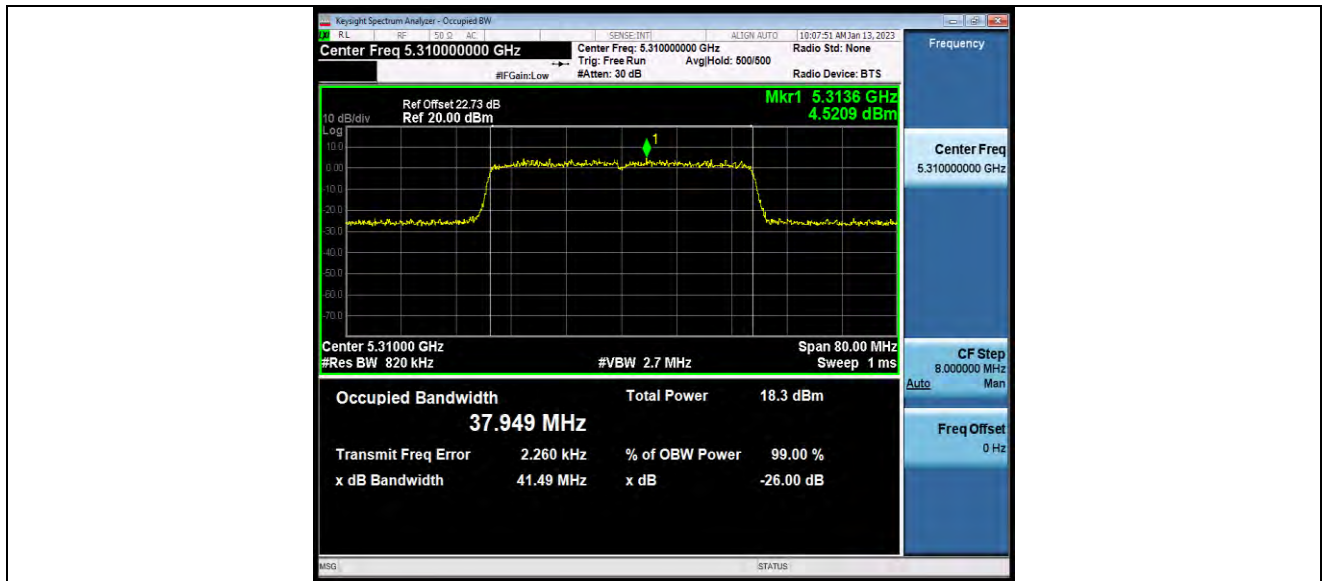 Keysight Spectrum Analyzer - Occupied BW
RL RF 50 Ω AC SENSE:INT ALIGN AUTO 10:07:51 AM Jan 13, 2023
Center Freq 5.310000000 GHz
Center Freq: 5.310000000 GHz
Radio Std: None
Trig: Free Run Avg|Hold: 500/500
#IFGain:Low #Atten: 30 dB Radio Device: BTS
Frequency
Ref Offset 22.73 dB
Mkr1 5.3136 GHz
10 dB/div Ref 20.00 dBm 4.5209 dBm
Log
1
10.0
0.00
-10.0
-20.0
-30.0
-40.0
-50.0
-60.0
-70.0
Center 5.31000 GHz Span 80.00 MHz
#Res BW 820 kHz #VBW 2.7 MHz Sweep 1 ms
Occupied Bandwidth Total Power 18.3 dBm
37.949 MHz
Transmit Freq Error 2.260 kHz % of OBW Power 99.00 %
x dB Bandwidth 41.49 MHz x dB -26.00 dB
Center Freq
5.310000000 GHz
CF Step
8.000000 MHz
Auto Man
Freq Offset
0 Hz
MSG STATUS